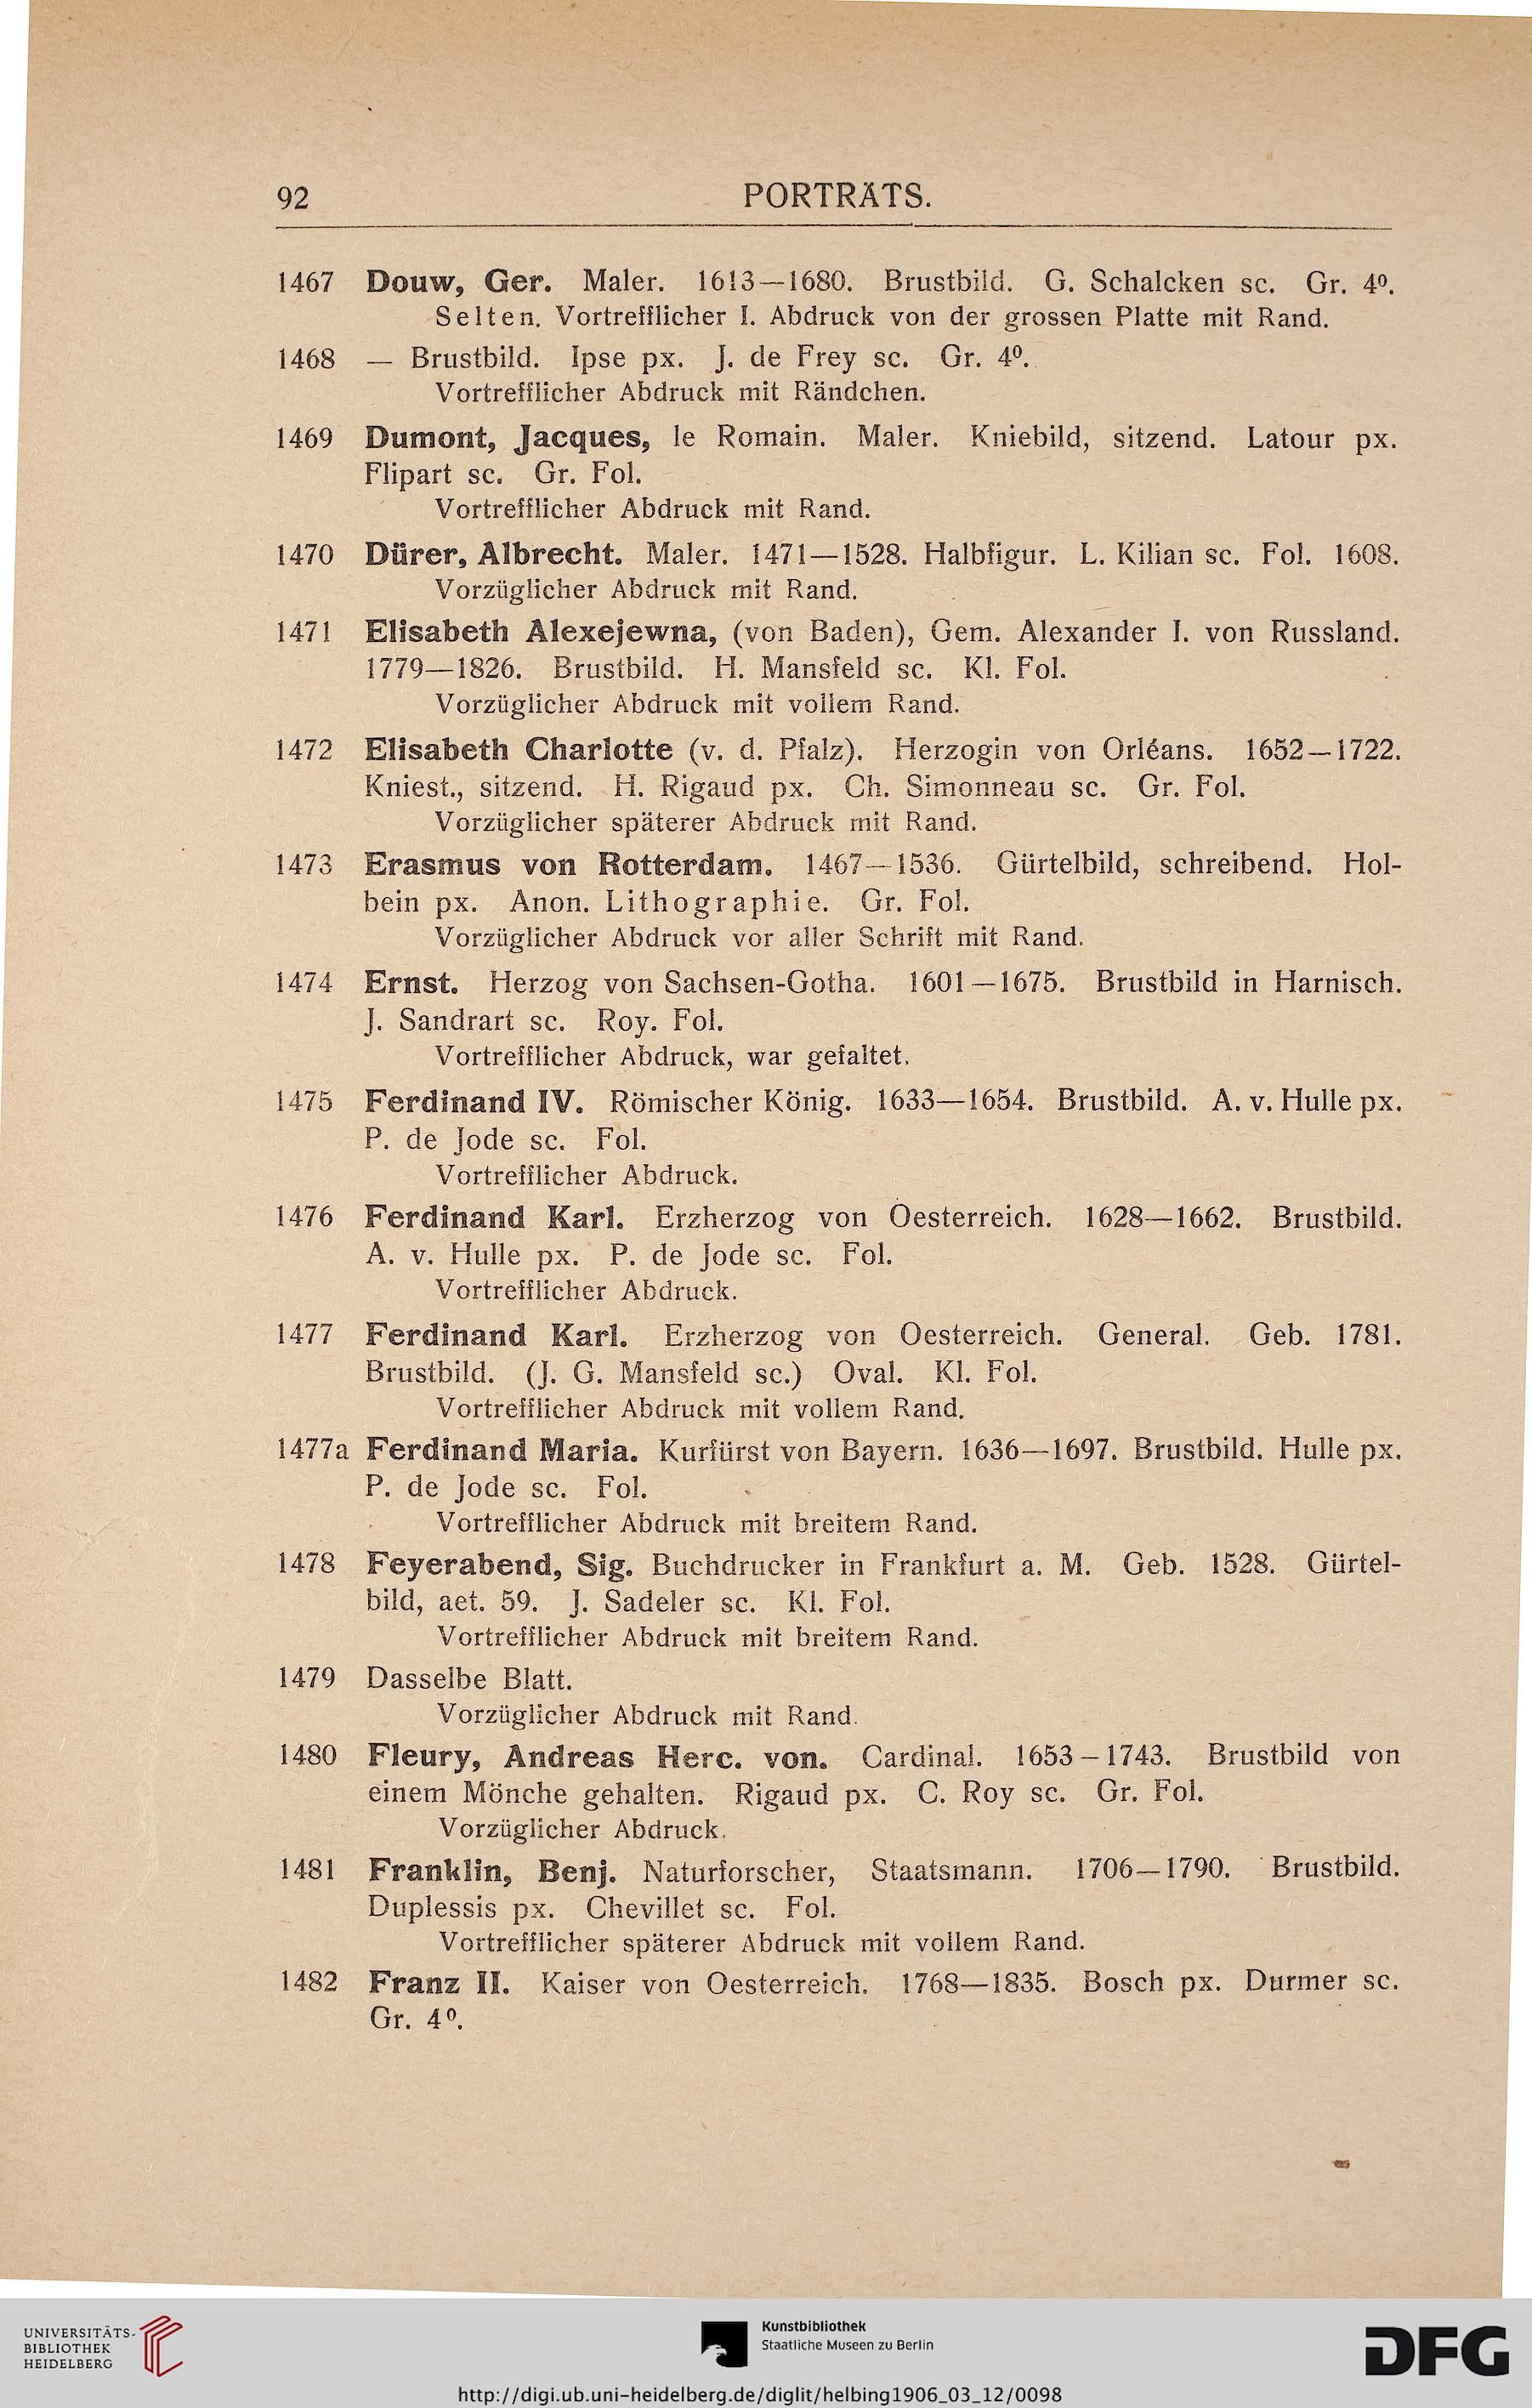 92
PORTRÄTS.
1467 Douw, Ger. Maler. 1613—1680. Brustbild. G. Schalcken sc. Gr. 4⁰.
Selten. Vortrefflicher I. Abdruck von der grossen Platte mit Rand.
1468 — Brustbild. Ipse px. J. de Frey sc. Gr. 4⁰.
Vortrefflicher Abdruck mit Rändchen.
1469 Dumont, Jacques, le Romain. Maler. Kniebild, sitzend. Latour px.
Flipart sc. Gr. Fol.
Vortrefflicher Abdruck mit Rand.
1470 Dürer, Albrecht. Maler. 1471—1528. Halbfigur. L. Kilian sc. Fol. 1608.
Vorzüglicher Abdruck mit Rand.
1471 Elisabeth Alexejewna, (von Baden), Gem. Alexander I. von Russland.
1779—1826. Brustbild. H. Mansfeld sc. Kl. Fol.
Vorzüglicher Abdruck mit vollem Rand.
1472 Elisabeth Charlotte (v. d. Pfalz). Herzogin von Orléans. 1652—1722.
Kniest., sitzend. H. Rigaud px. Ch. Simonneau sc. Gr. Fol.
Vorzüglicher späterer Abdruck mit Rand.
1473 Erasmus von Rotterdam. 1467—1536. Gürtelbild, schreibend. Hol-
bein px. Anon. Lithographie. Gr. Fol.
Vorzüglicher Abdruck vor aller Schrift mit Rand.
1474 Ernst. Herzog von Sachsen-Gotha. 1601—1675. Brustbild in Harnisch.
J. Sandrart sc. Roy. Fol.
Vortrefflicher Abdruck, war gefaltet.
1475 Ferdinand IV. Römischer König. 1633—1654. Brustbild. A. v. Hulle px.
P. de Jode sc. Fol.
Vortrefflicher Abdruck.
1476 Ferdinand Karl. Erzherzog von Oesterreich. 1628—1662. Brustbild.
A. v. Hulle px. P. de Jode sc. Fol.
Vortrefflicher Abdruck.
1477 Ferdinand Karl. Erzherzog von Oesterreich. General. Geb. 1781.
Brustbild. (J. G. Mansfeld sc.) Oval. Kl. Fol.
Vortrefflicher Abdruck mit vollem Rand.
1477a Ferdinand Maria. Kurfürst von Bayern. 1636—1697. Brustbild. Hulle px.
P. de Jode sc. Fol.
Vortrefflicher Abdruck mit breitem Rand.
1478 Feyerabend, Sig. Buchdrucker in Frankfurt a. M. Geb. 1528. Gürtel-
bild, aet. 59. J. Sadeler sc. Kl. Fol.
Vortrefflicher Abdruck mit breitem Rand.
1479 Dasselbe Blatt.
Vorzüglicher Abdruck mit Rand.
1480 Fleury, Andreas Herc. von. Cardinal. 1653–1743. Brustbild von
einem Mönche gehalten. Rigaud px. C. Roy sc. Gr. Fol.
Vorzüglicher Abdruck.
1481 Franklin, Benj. Naturforscher, Staatsmann. 1706—1790. Brustbild.
Duplessis px. Chevillet sc. Fol.
Vortrefflicher späterer Abdruck mit vollem Rand.
1482 Franz II. Kaiser von Oesterreich. 1768—1835. Bosch px. Durmer sc.
Gr. 4⁰.
UNIVERSITÄTS-
BIBLIOTHEK
HEIDELBERG
Kunstbibliothek
Staatliche Museen zu Berlin
DFG
http://digi.ub.uni-heidelberg.de/diglit/helbing1906_03_12/0098